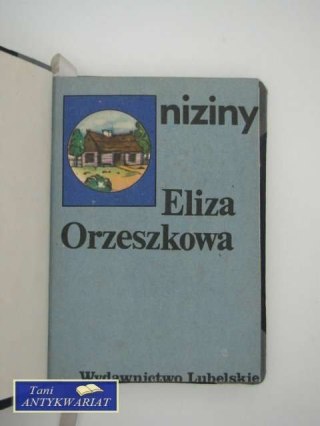 niziny
Eliza
Orzeszkowa
Wydawnictwo Lubelskie
Tani
ANTYKWARIAT